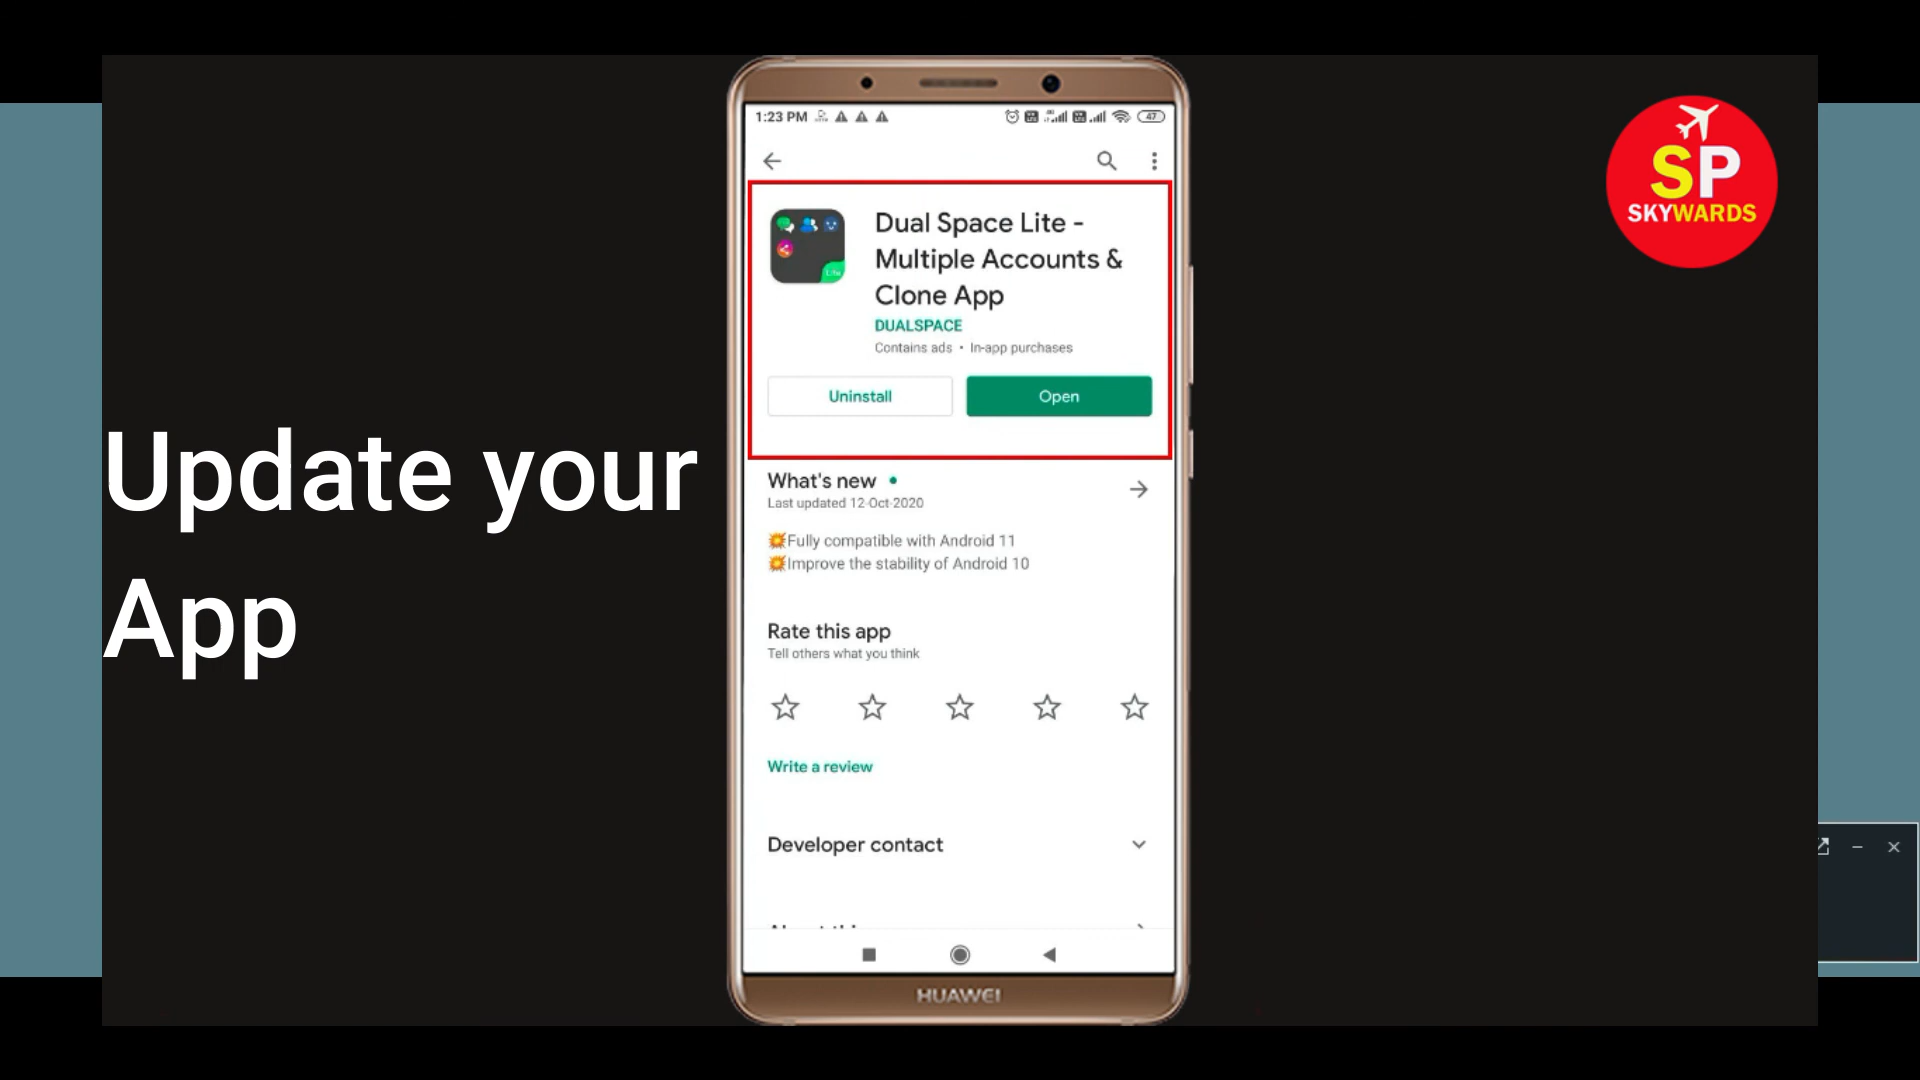 SP
SKYWARDS
Update your
App
1:23 PM
47
Dual Space Lite -
Multiple Accounts &
Clone App
DUALSPACE
Contains ads • In-app purchases
Lite
Uninstall
Open
What's new
Last updated 12-Oct-2020
💥Fully compatible with Android 11
💥Improve the stability of Android 10
Rate this app
Tell others what you think
Write a review
Developer contact
HUAWEI